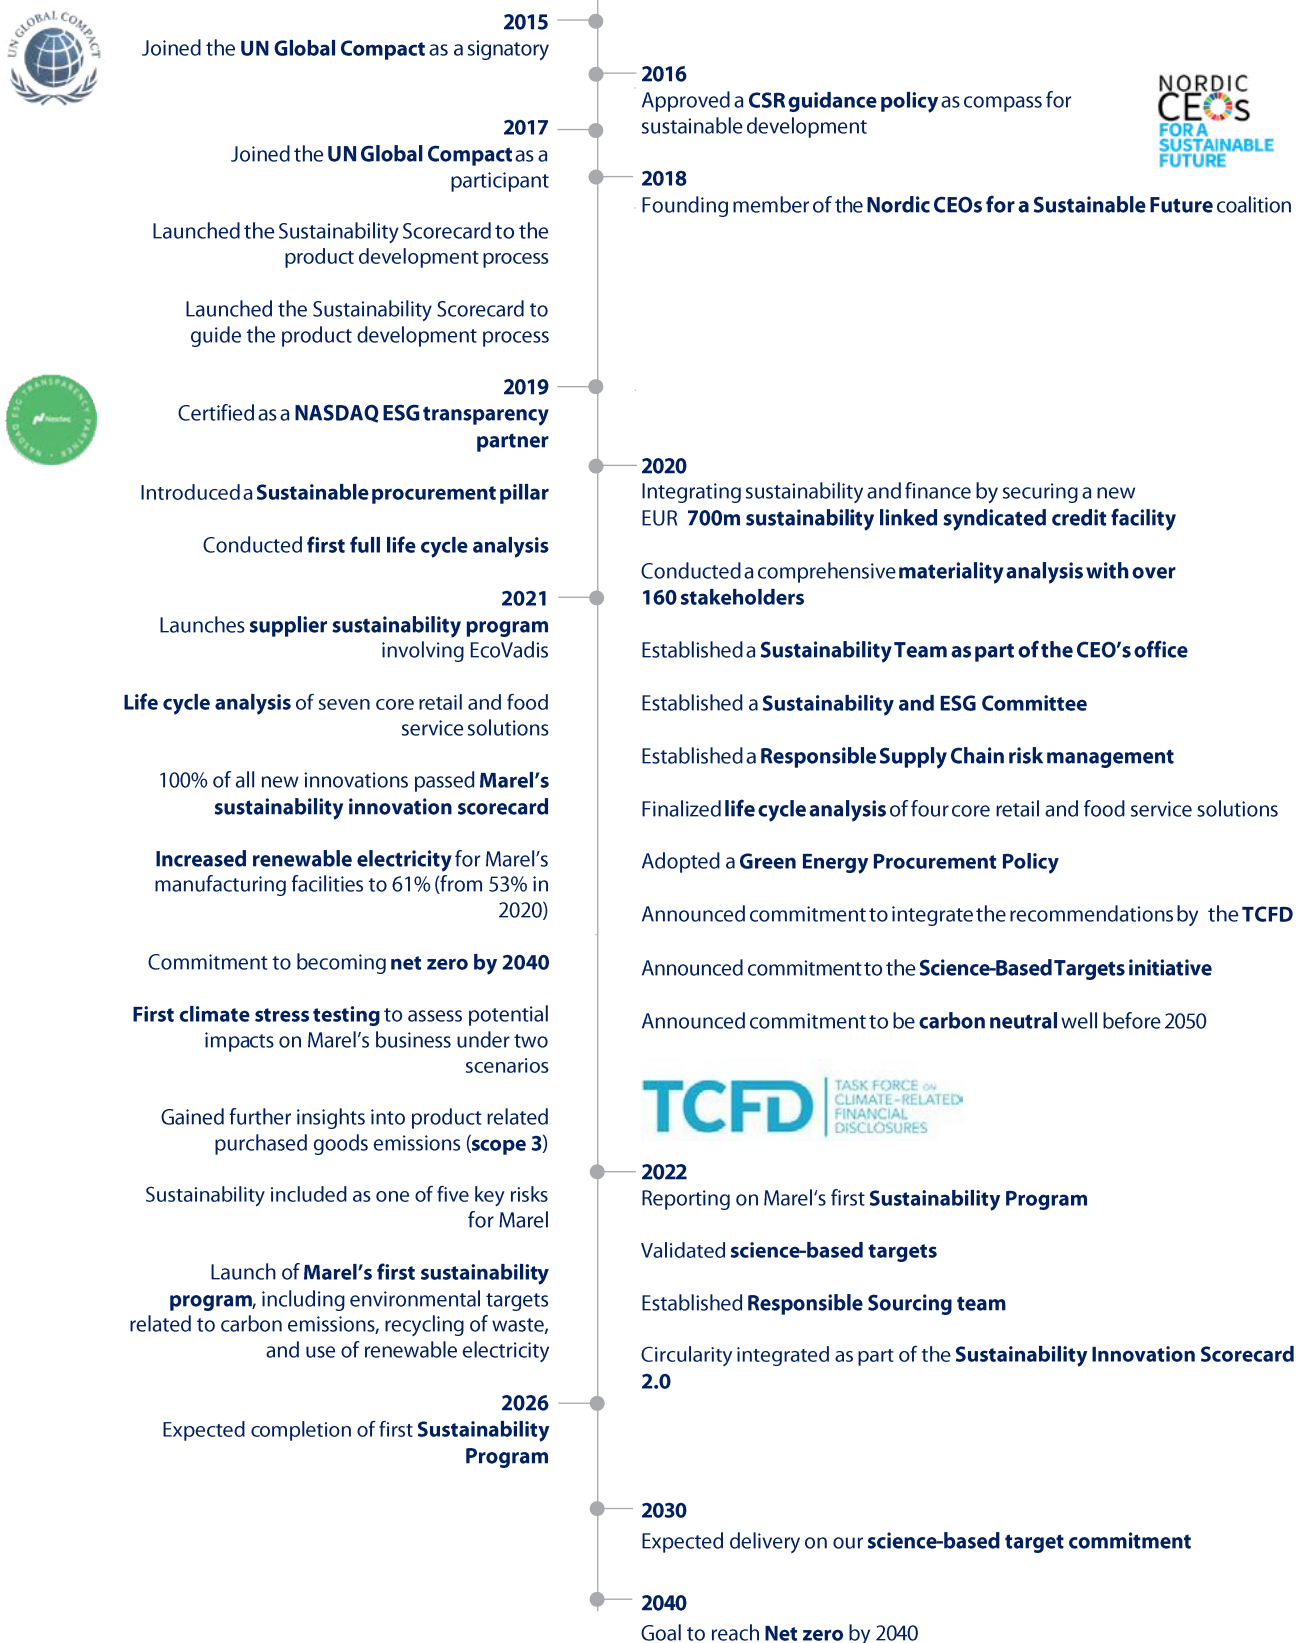 UN GLOBAL COMPACT
2015
Joined the UN Global Compact as a signatory
2016
Approved a CSR guidance policy as compass for
sustainable development
NORDIC
CEOs
FOR A
SUSTAINABLE
FUTURE
2017
Joined the UN Global Compact as a
participant
Launched the Sustainability Scorecard to the
product development process
Launched the Sustainability Scorecard to
guide the product development process
2018
Founding member of the Nordic CEOs for a Sustainable Future coalition
NASDAQ ESG TRANSPARENCY PARTNER
Nasdaq
2019
Certified as a NASDAQ ESG transparency
partner
Introduced a Sustainable procurement pillar
Conducted first full life cycle analysis
2020
Integrating sustainability and finance by securing a new
EUR 700m sustainability linked syndicated credit facility
Conducted a comprehensive materiality analysis with over
160 stakeholders
Established a Sustainability Team as part of the CEO’s office
Established a Sustainability and ESG Committee
Established a Responsible Supply Chain risk management
Finalized life cycle analysis of four core retail and food service solutions
Adopted a Green Energy Procurement Policy
Announced commitment to integrate the recommendations by the TCFD
Announced commitment to the Science-Based Targets initiative
Announced commitment to be carbon neutral well before 2050
TCFD
TASK FORCE ON
CLIMATE-RELATED
FINANCIAL
DISCLOSURES
2021
Launches supplier sustainability program
involving EcoVadis
Life cycle analysis of seven core retail and food
service solutions
100% of all new innovations passed Marel’s
sustainability innovation scorecard
Increased renewable electricity for Marel’s
manufacturing facilities to 61% (from 53% in
2020)
Commitment to becoming net zero by 2040
First climate stress testing to assess potential
impacts on Marel’s business under two
scenarios
Gained further insights into product related
purchased goods emissions (scope 3)
Sustainability included as one of five key risks
for Marel
Launch of Marel’s first sustainability
program, including environmental targets
related to carbon emissions, recycling of waste,
and use of renewable electricity
2022
Reporting on Marel‘s first Sustainability Program
Validated science-based targets
Established Responsible Sourcing team
Circularity integrated as part of the Sustainability Innovation Scorecard
2.0
2026
Expected completion of first Sustainability
Program
2030
Expected delivery on our science-based target commitment
2040
Goal to reach Net zero by 2040